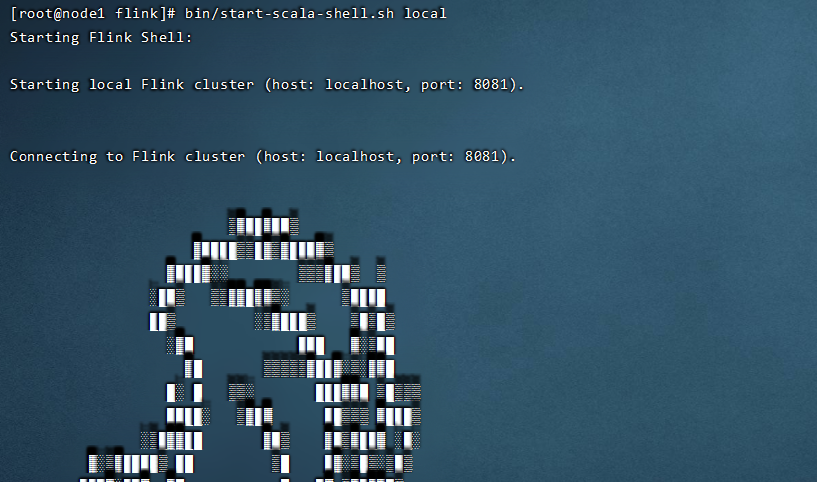 [root@node1 flink]# bin/start-scala-shell.sh local
Starting Flink Shell:
Starting local Flink cluster (host: localhost, port: 8081).
Connecting to Flink cluster (host: localhost, port: 8081).